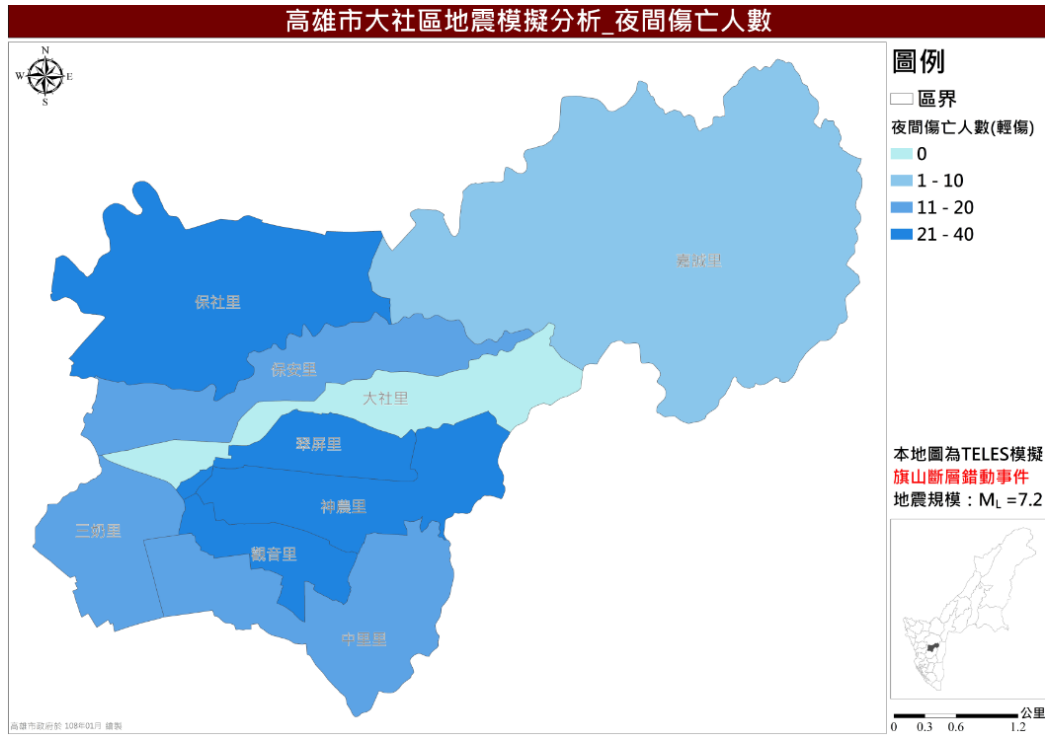 高雄市大社區地震模擬分析_夜間傷亡人數
N
W
E
S
圖例
區界
夜間傷亡人數(輕傷)
0
1 - 10
11 - 20
21 - 40
嘉誠里
保社里
保安里
大社里
翠屏里
神農里
三奶里
觀音里
中里里
本地圖為TELES模擬
旗山斷層錯動事件
地震規模：ML =7.2
公里
0 0.3 0.6 1.2
高雄市政府於 108年01月 繪製